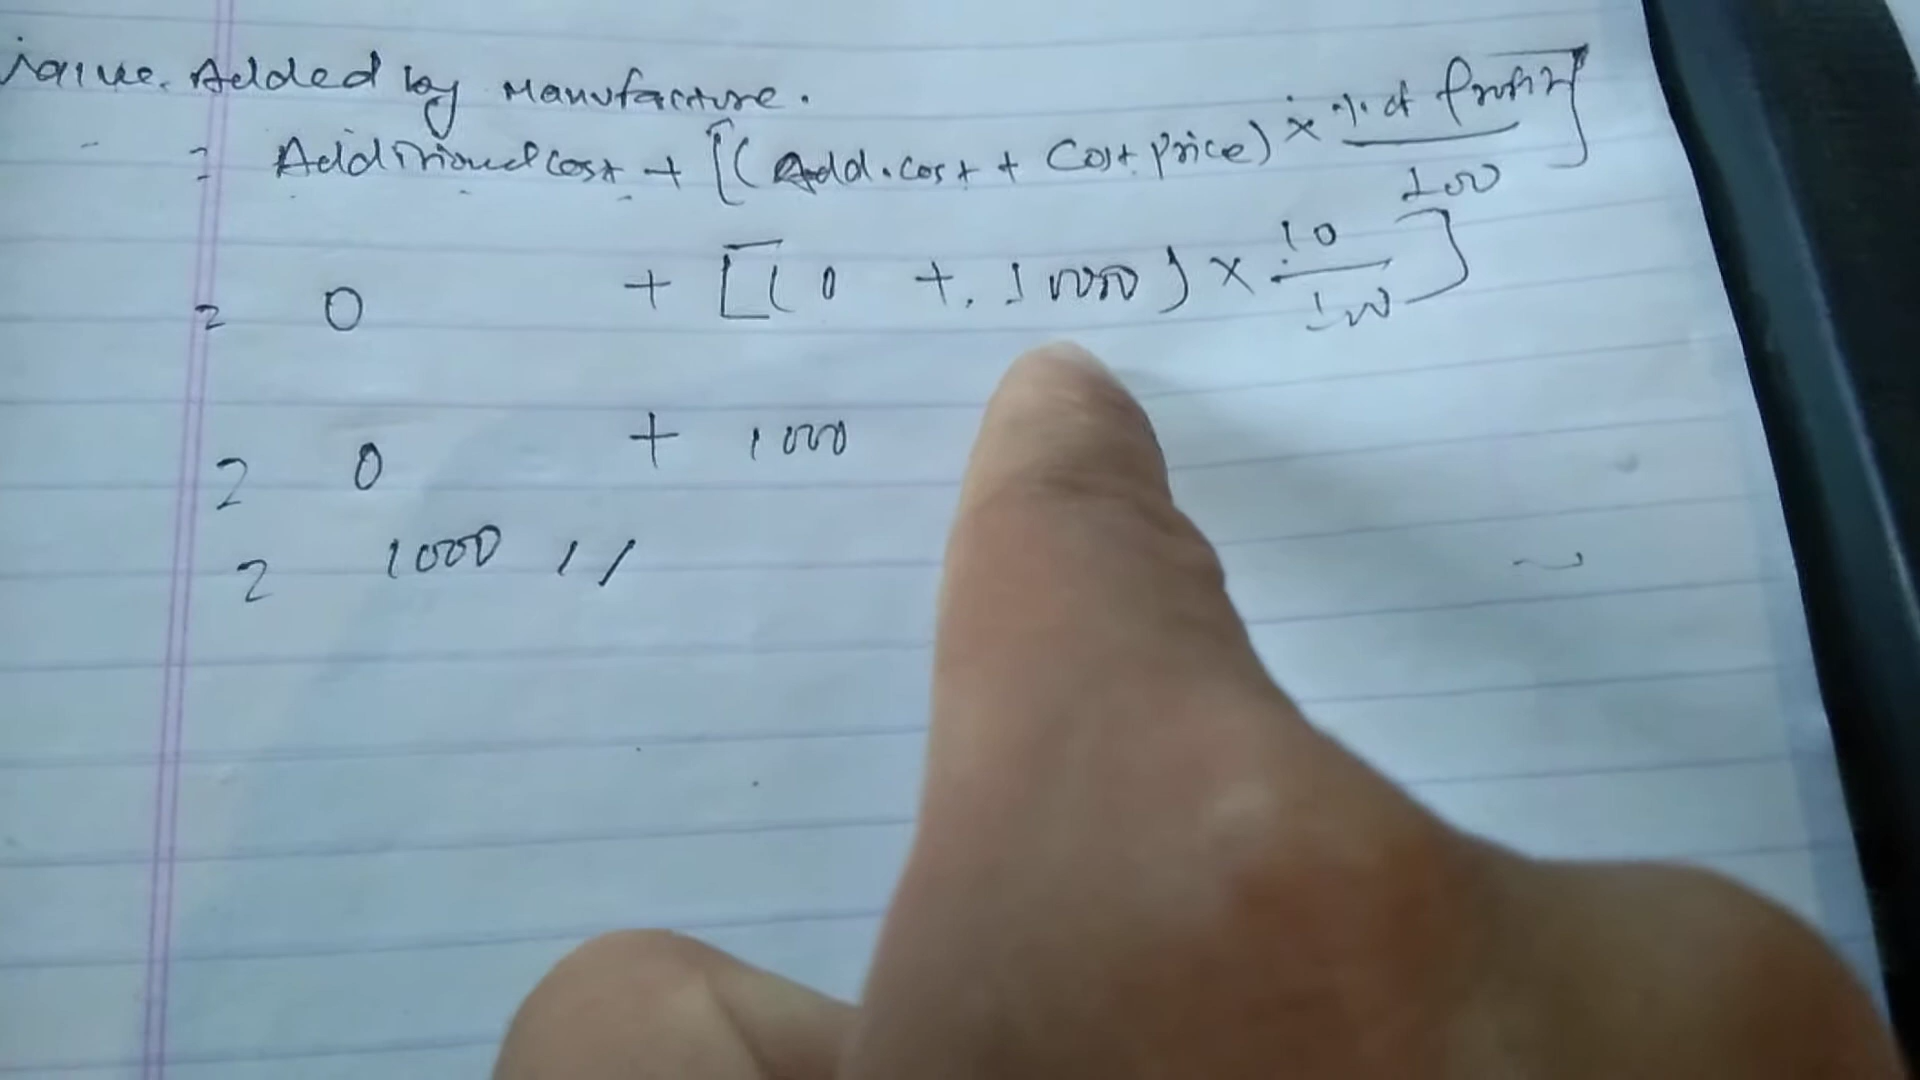 Value Added by Manufacture.
= Additional cost + [(Add.cost + Cost price) × % of Profit / 100]
= 0 + [(0 + 10000) × 10 / 100]
= 0 + 1000
= 1000 //